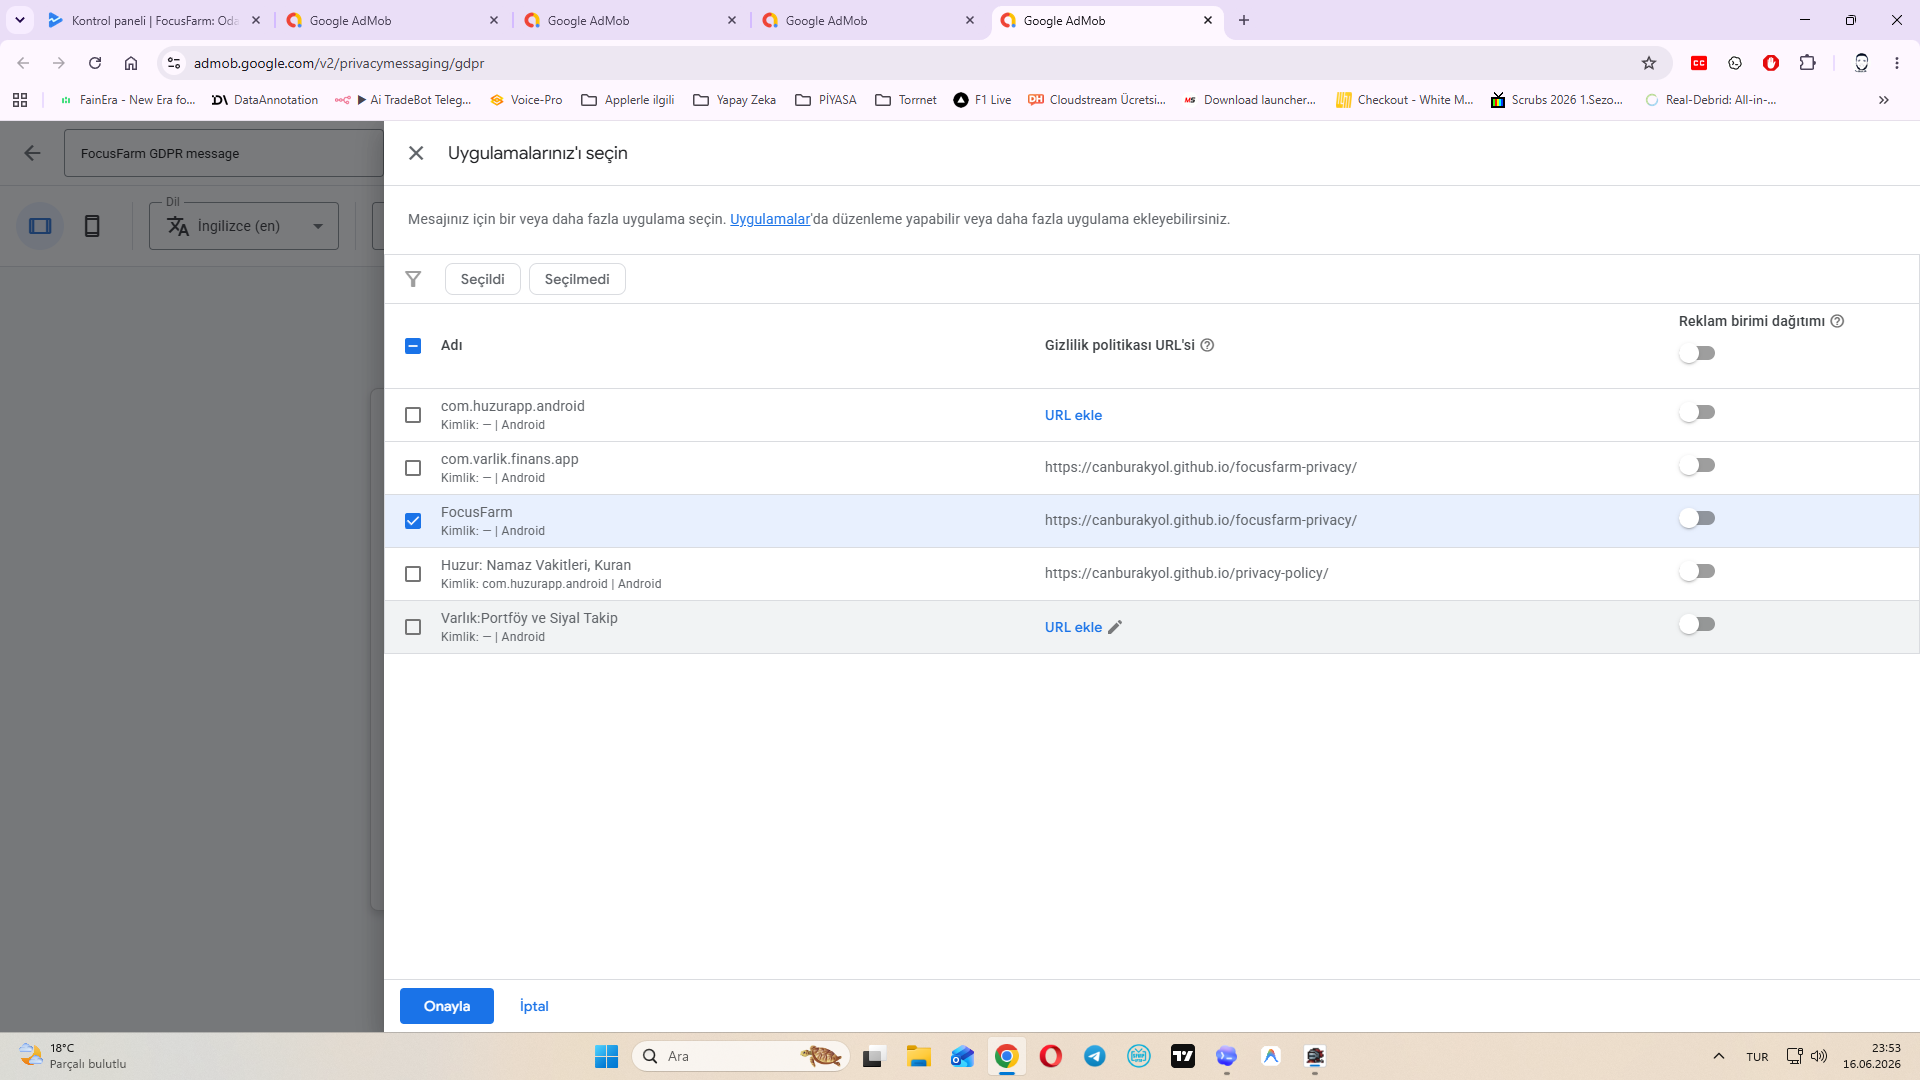 Kontrol paneli | FocusFarm: Oda
Google AdMob
Google AdMob
Google AdMob
Google AdMob
admob.google.com/v2/privacymessaging/gdpr
FainEra - New Era fo...
DataAnnotation
Ai TradeBot Teleg...
Voice-Pro
Applerle ilgili
Yapay Zeka
PİYASA
Torrnet
F1 Live
Cloudstream Ücretsi...
Download launcher...
Checkout - White M...
Scrubs 2026 1.Sezo...
Real-Debrid: All-in-...
FocusFarm GDPR message
Dil
İngilizce (en)
Uygulamalarınız'ı seçin
Mesajınız için bir veya daha fazla uygulama seçin. Uygulamalar'da düzenleme yapabilir veya daha fazla uygulama ekleyebilirsiniz.
Seçildi
Seçilmedi
Adı
Gizlilik politikası URL'si
Reklam birimi dağıtımı
com.huzurapp.android
Kimlik: — | Android
URL ekle
com.varlik.finans.app
Kimlik: — | Android
https://canburakyol.github.io/focusfarm-privacy/
FocusFarm
Kimlik: — | Android
https://canburakyol.github.io/focusfarm-privacy/
Huzur: Namaz Vakitleri, Kuran
Kimlik: com.huzurapp.android | Android
https://canburakyol.github.io/privacy-policy/
Varlık:Portföy ve Siyal Takip
Kimlik: — | Android
URL ekle
Onayla
İptal
18°C
Parçalı bulutlu
Ara
TUR
23:53
16.06.2026